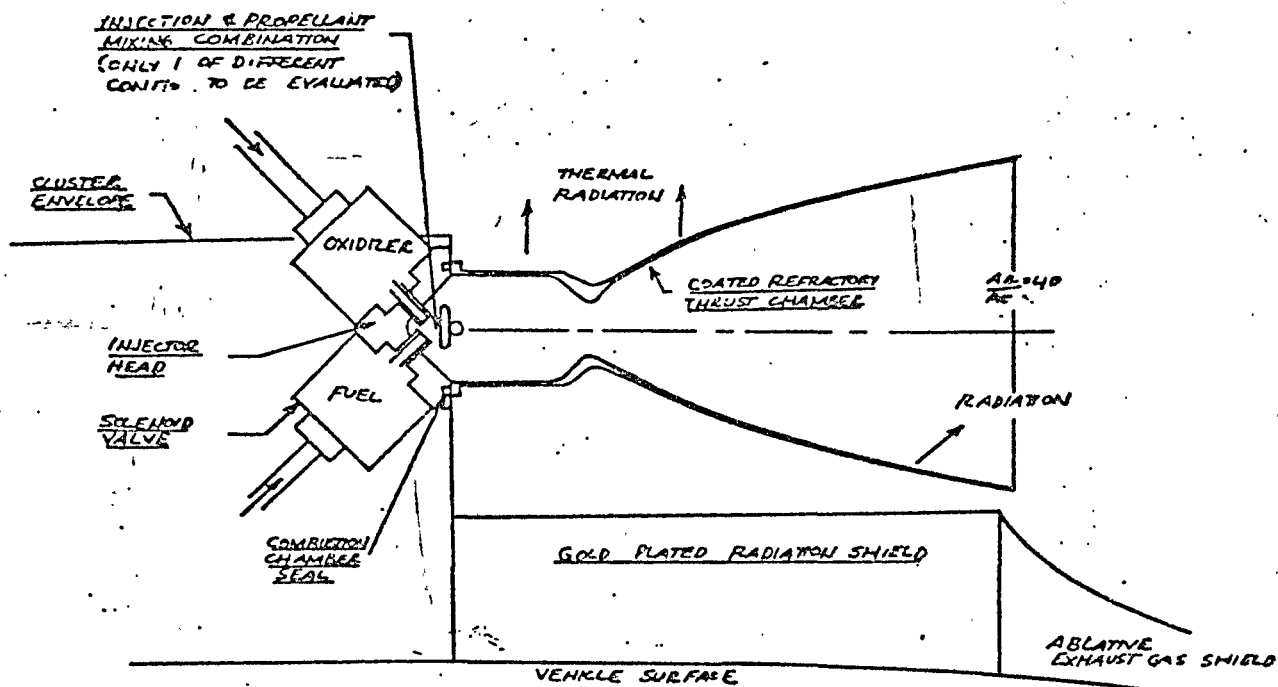 INJECTION & PROPELLANT
MIXING COMBINATION
(ONLY 1 OF DIFFERENT
CONFIG. TO BE EVALUATED)
CLUSTER
ENVELOPE
OXIDIZER
THERMAL
RADIATION
COATED REFRACTORY
THRUST CHAMBER
= 40
INJECTOR
HEAD
FUEL
SOLENOID
VALVE
RADIATION
COMBUSTION
CHAMBER
SEAL
GOLD PLATED RADIATION SHIELD
ABLATIVE
EXHAUST GAS SHIELD
VEHICLE SURFACE